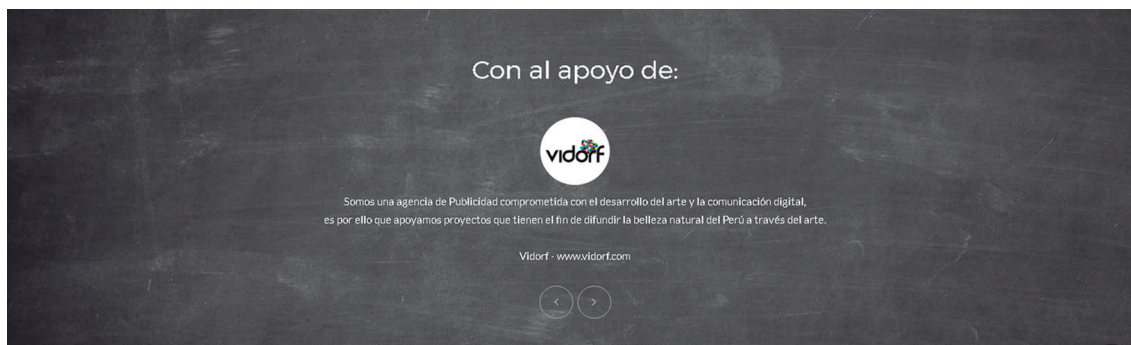 Con al apoyo de:
vidorf
Somos una agencia de Publicidad comprometida con el desarrollo del arte y la comunicación digital,
es por ello que apoyamos proyectos que tienen el fin de difundir la belleza natural del Perú a través del arte.
Vidorf - www.vidorf.com